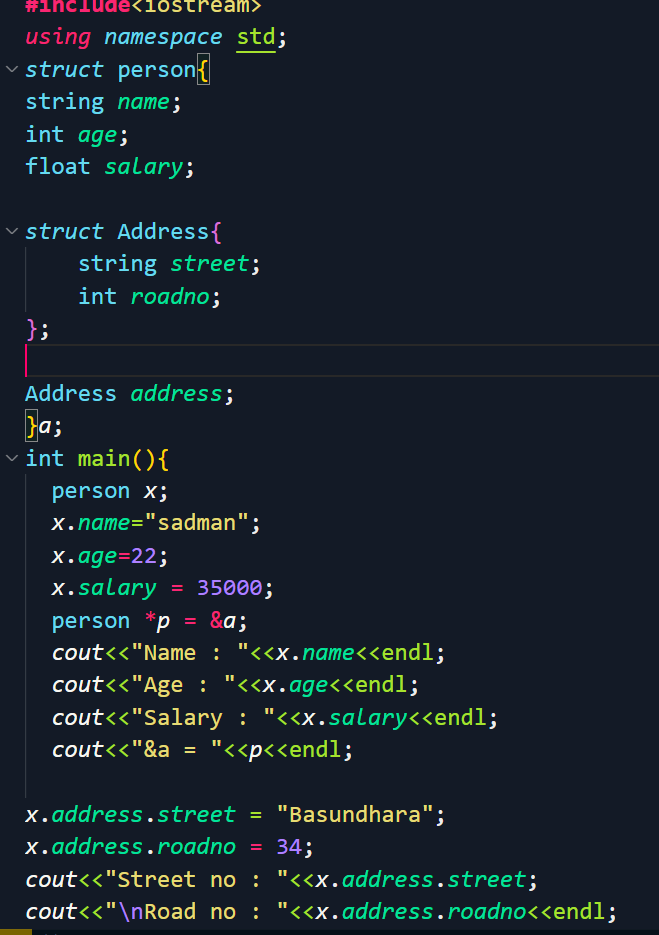 #include<iostream>
using namespace std;
struct person{
string name;
int age;
float salary;
struct Address{
string street;
int roadno;
};
Address address;
}a;
int main(){
person x;
x.name="sadman";
x.age=22;
x.salary = 35000;
person *p = &a;
cout<<"Name : "<<x.name<<endl;
cout<<"Age : "<<x.age<<endl;
cout<<"Salary : "<<x.salary<<endl;
cout<<"&a = "<<p<<endl;
x.address.street = "Basundhara";
x.address.roadno = 34;
cout<<"Street no : "<<x.address.street;
cout<<"\nRoad no : "<<x.address.roadno<<endl;